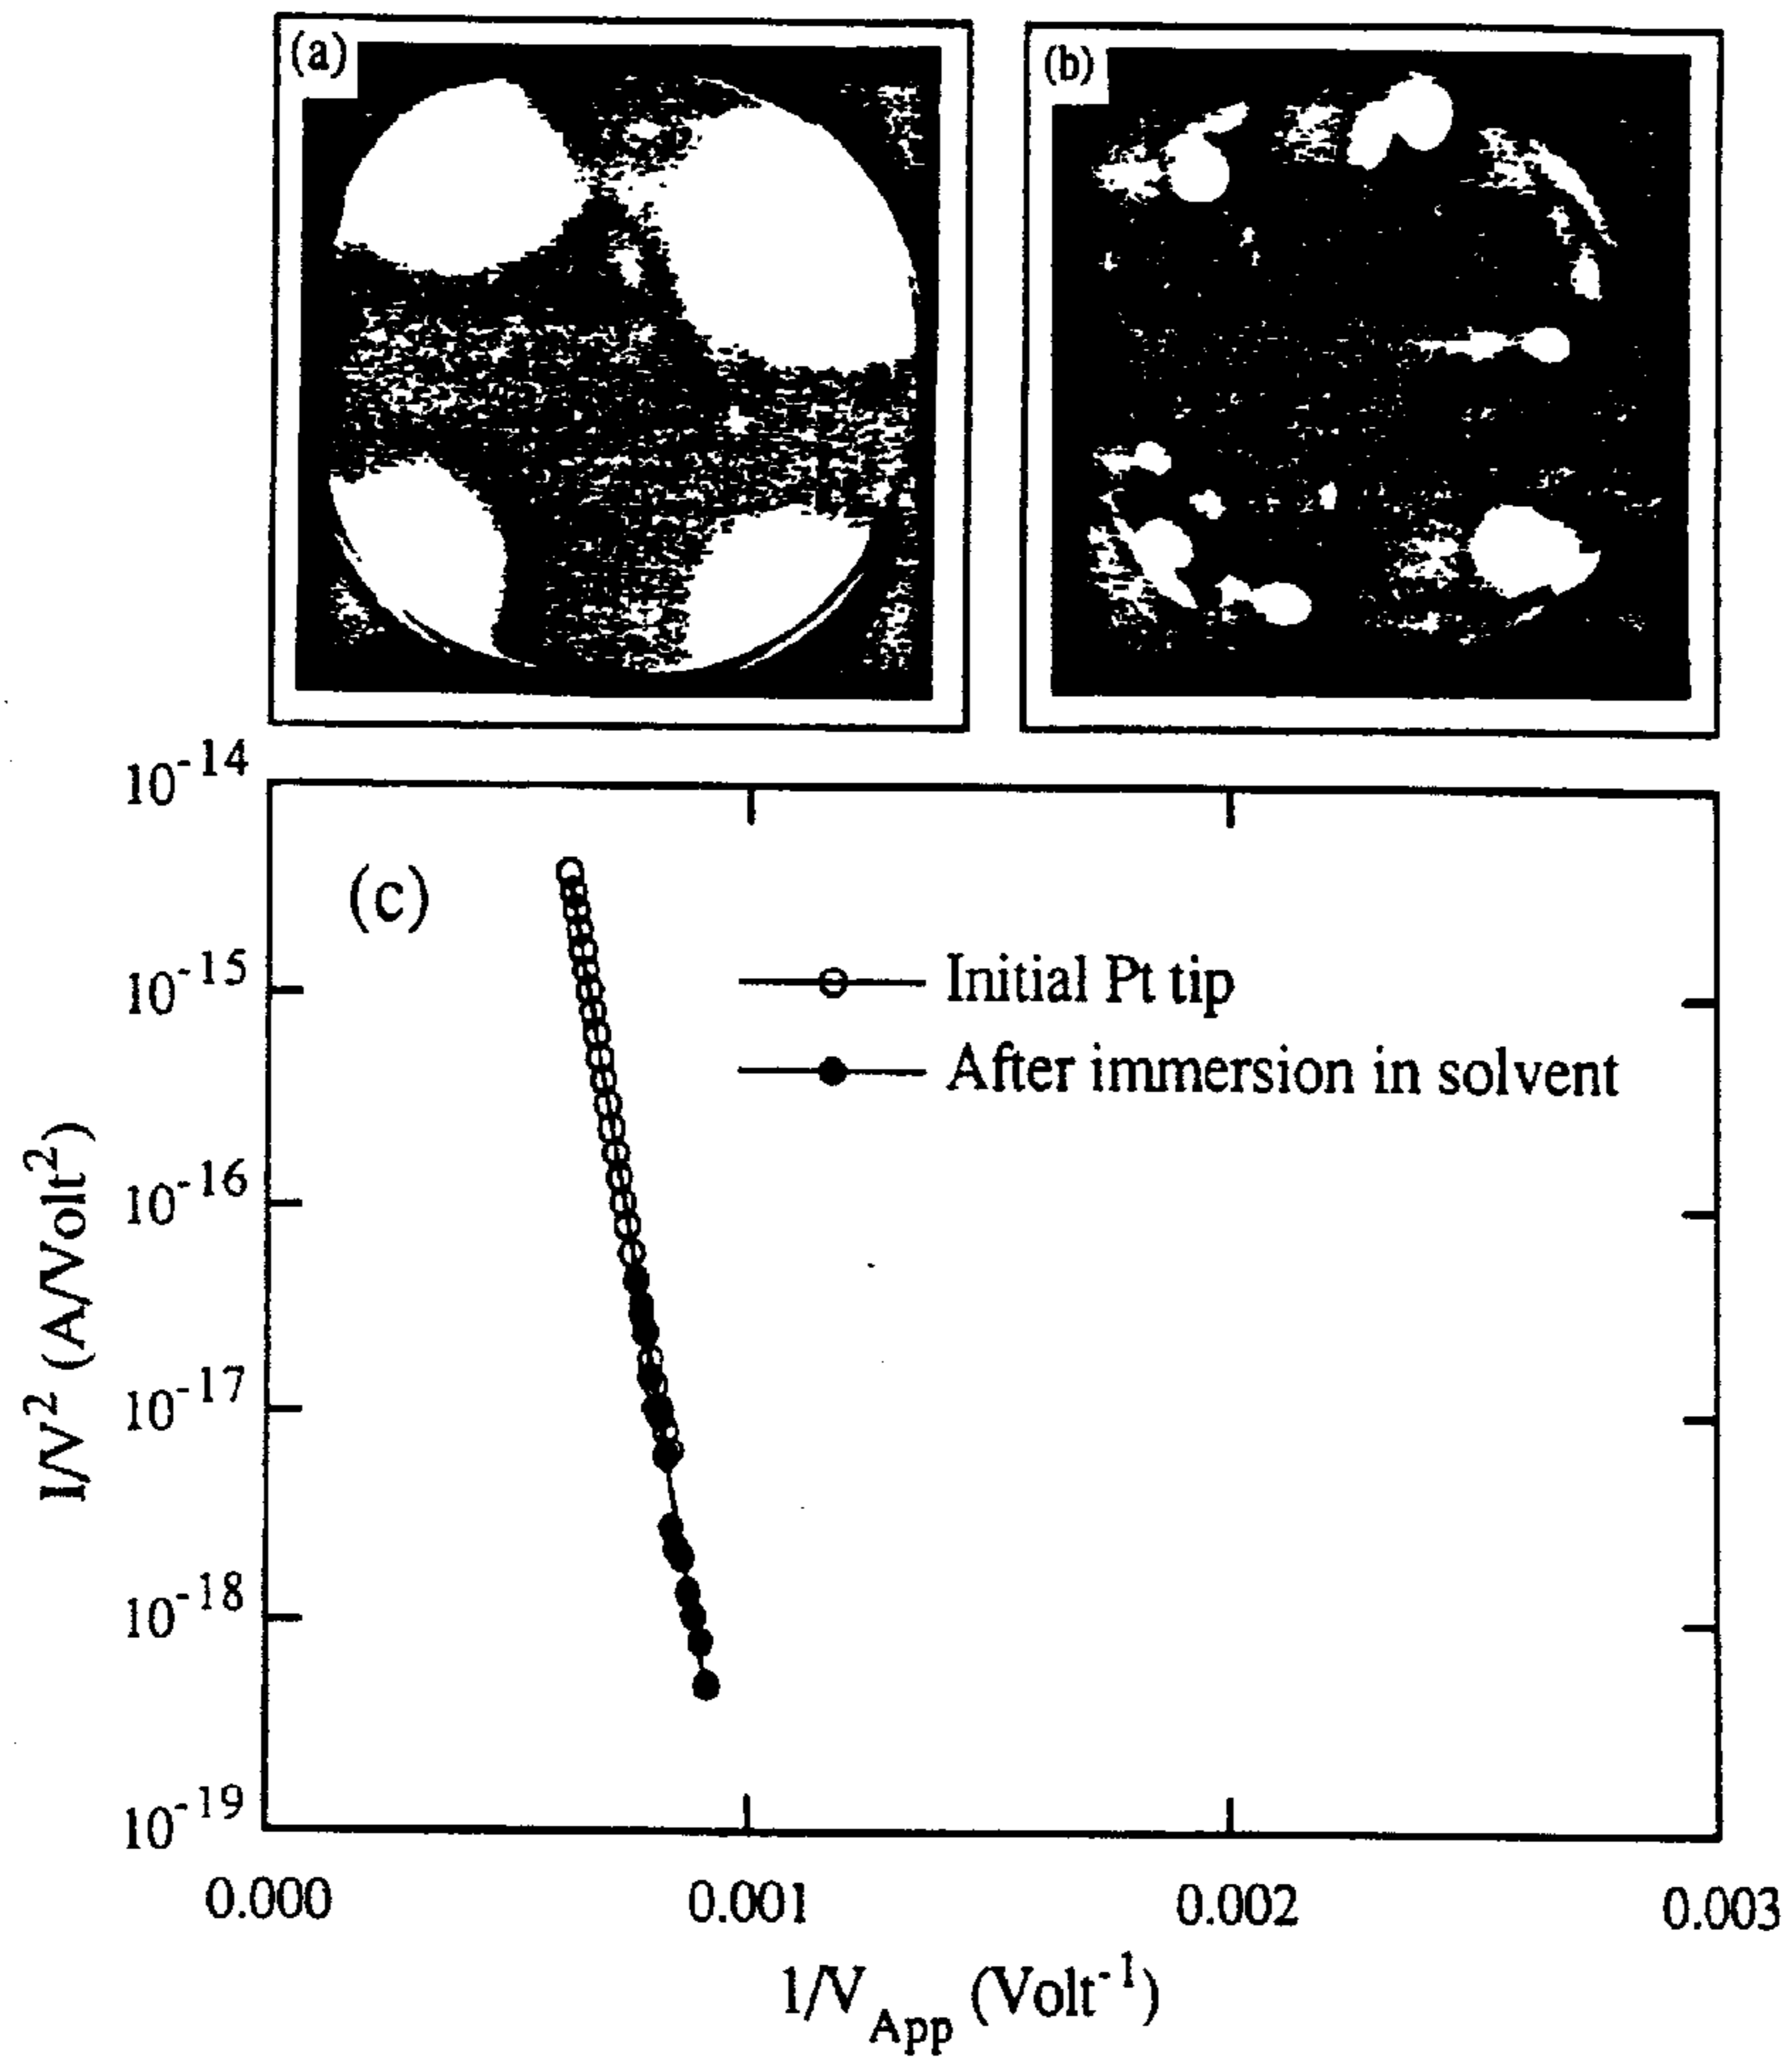 (a)
(b)
10⁻¹⁴
(c)
10⁻¹⁵
Initial Pt tip
After immersion in solvent
10⁻¹⁶
I/V² (A/Volt²)
10⁻¹⁷
10⁻¹⁸
10⁻¹⁹
0.000 0.001 0.002 0.003
1/V_App (Volt⁻¹)